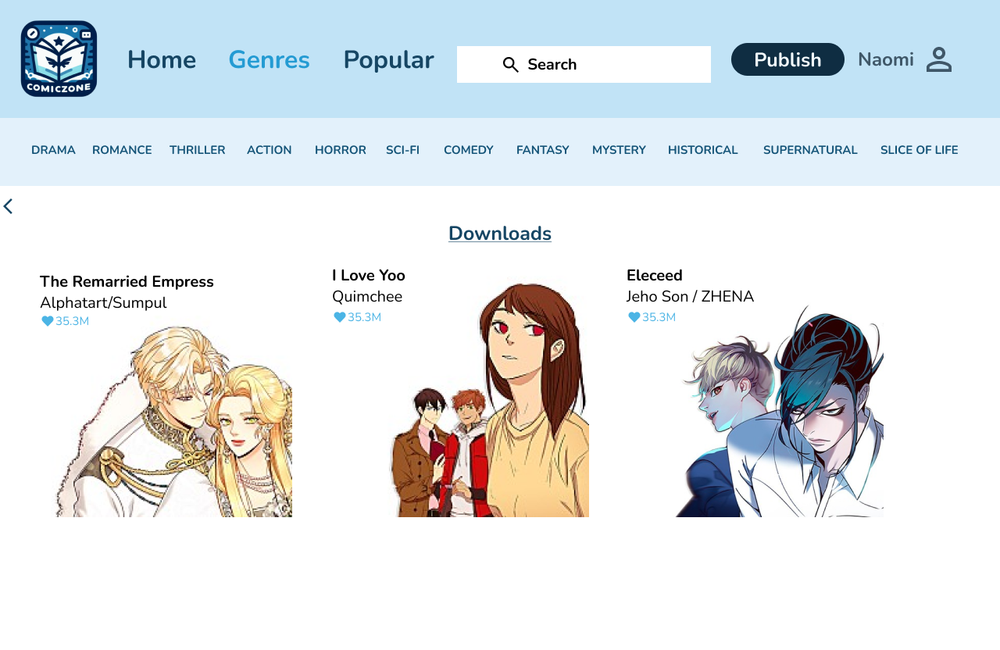 COMICZONE
Home Genres Popular Search Publish Naomi
DRAMA ROMANCE THRILLER ACTION HORROR SCI-FI COMEDY FANTASY MYSTERY HISTORICAL SUPERNATURAL SLICE OF LIFE
Downloads
The Remarried Empress
Alphatart/Sumpul
35.3M
I Love Yoo
Quimchee
35.3M
Eleceed
Jeho Son / ZHENA
35.3M